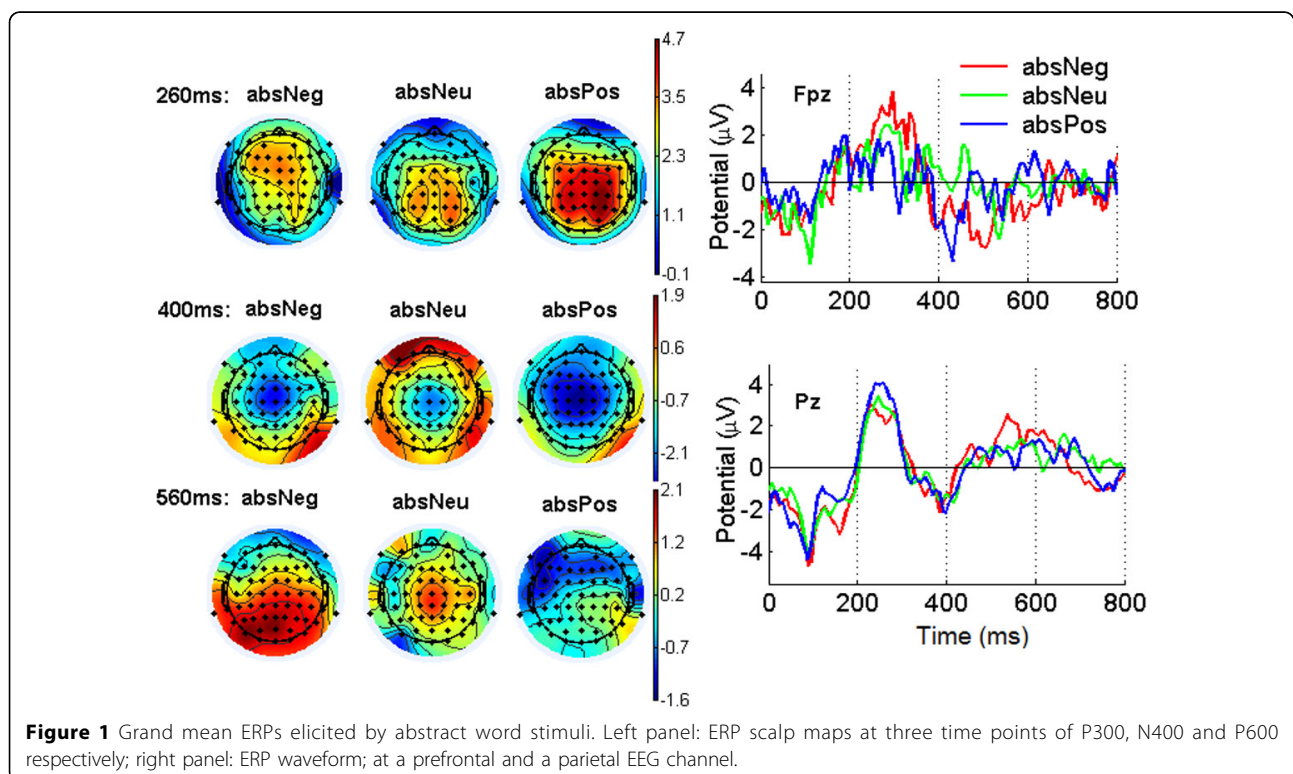 260ms: absNeg absNeu absPos
4.7
3.5
2.3
1.1
-0.1
400ms: absNeg absNeu absPos
1.9
0.6
-0.7
-2.1
560ms: absNeg absNeu absPos
2.1
1.2
0.2
-0.7
-1.6
absNeg
absNeu
absPos
Fpz
Potential (μV)
4
2
0
-2
-4
0 200 400 600 800
Pz
Potential (μV)
4
2
0
-2
-4
0 200 400 600 800
Time (ms)
Figure 1 Grand mean ERPs elicited by abstract word stimuli. Left panel: ERP scalp maps at three time points of P300, N400 and P600
respectively; right panel: ERP waveform; at a prefrontal and a parietal EEG channel.